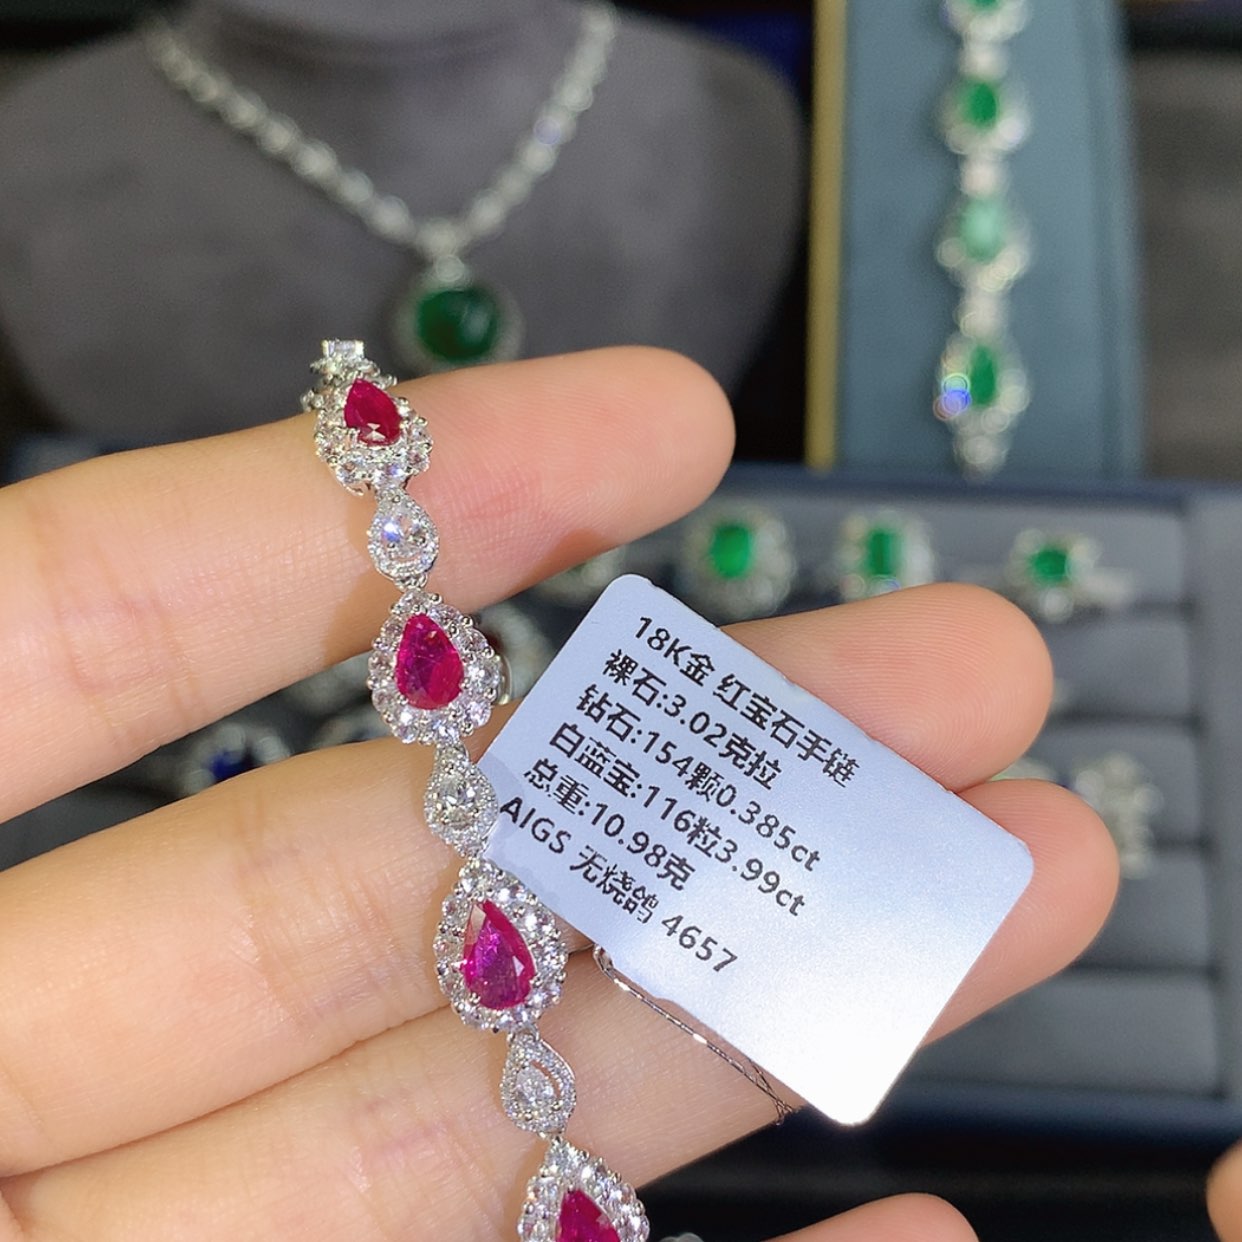 18K金 红宝石手链
裸石:3.02克拉
钻石:154颗0.385ct
白蓝宝:116粒3.99ct
总重:10.98克
AIGS 无烧鸽 4657